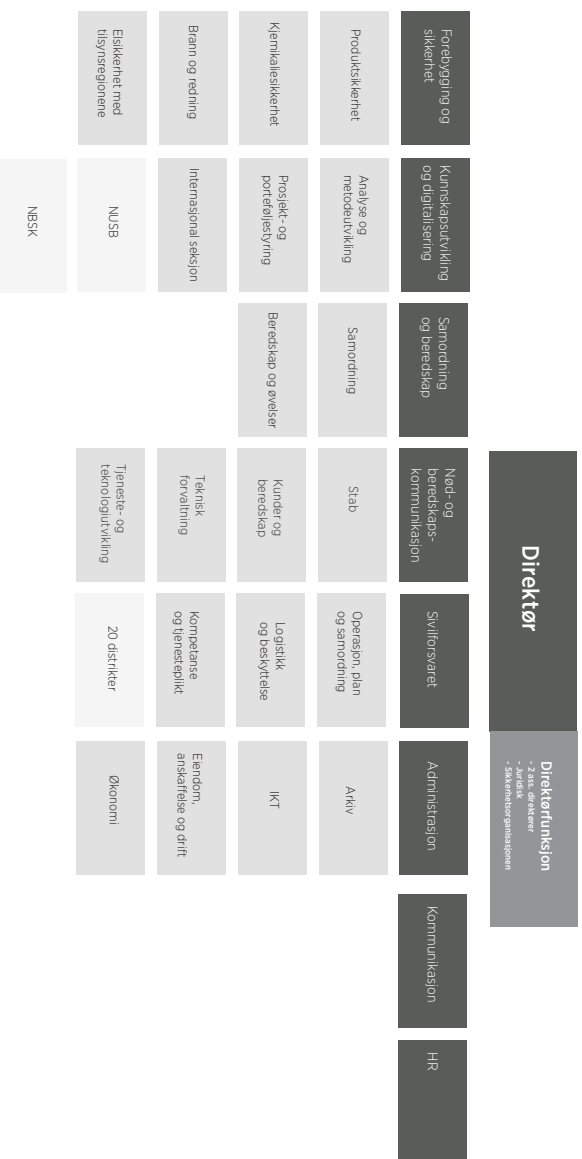 Direktør
Direktørfunksjon
- 2 ass. direktører
- Juridisk
- Sikkerhetsorganisasjonen
Forebygging og
sikkerhet
Produktsikkerhet
Kjemikaliesikkerhet
Brann og redning
Elsikkerhet med
tilsynsregionene
Kunnskapsutvikling
og digitalisering
Analyse og
metodeutvikling
Prosjekt- og
porteføljestyring
Internasjonal seksjon
NUSB
NBSK
Samordning
og beredskap
Samordning
Beredskap og øvelser
Nød- og
beredskaps-
kommunikasjon
Stab
Kunder og
beredskap
Teknisk
forvaltning
Tjeneste- og
teknologiutvikling
Sivilforsvaret
Operasjon, plan
og samordning
Logistikk
og beskyttelse
Kompetanse
og tjenesteplikt
20 distrikter
Administrasjon
Arkiv
IKT
Eiendom,
anskaffelse og drift
Økonomi
Kommunikasjon
HR